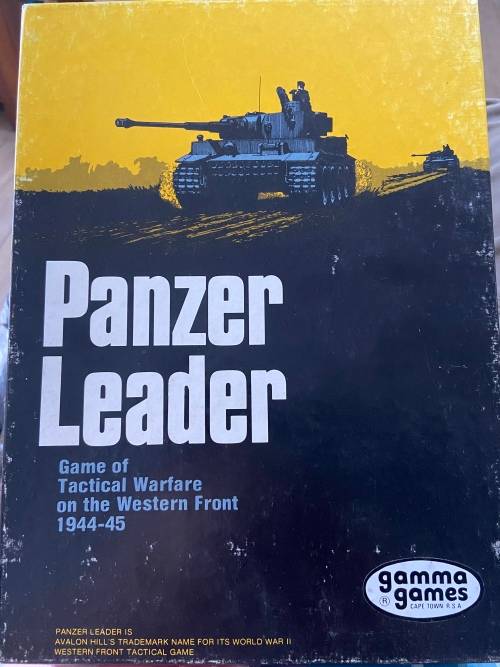 Panzer
Leader
Game of
Tactical Warfare
on the Western Front
1944-45
gamma
games
®
CAPE TOWN R.S.A
PANZER LEADER IS
AVALON HILL'S TRADEMARK NAME FOR ITS WORLD WAR II
WESTERN FRONT TACTICAL GAME